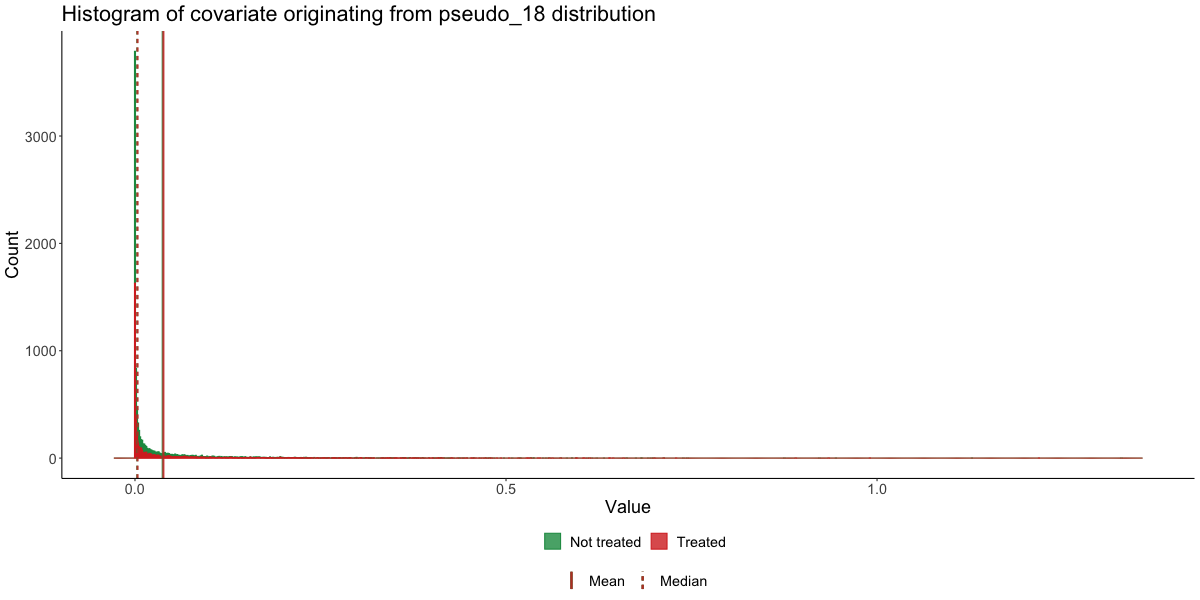 Histogram of covariate originating from pseudo_18 distribution
Count
3000
2000
1000
0
0.0 0.5 1.0
Value
Not treated Treated
Mean Median